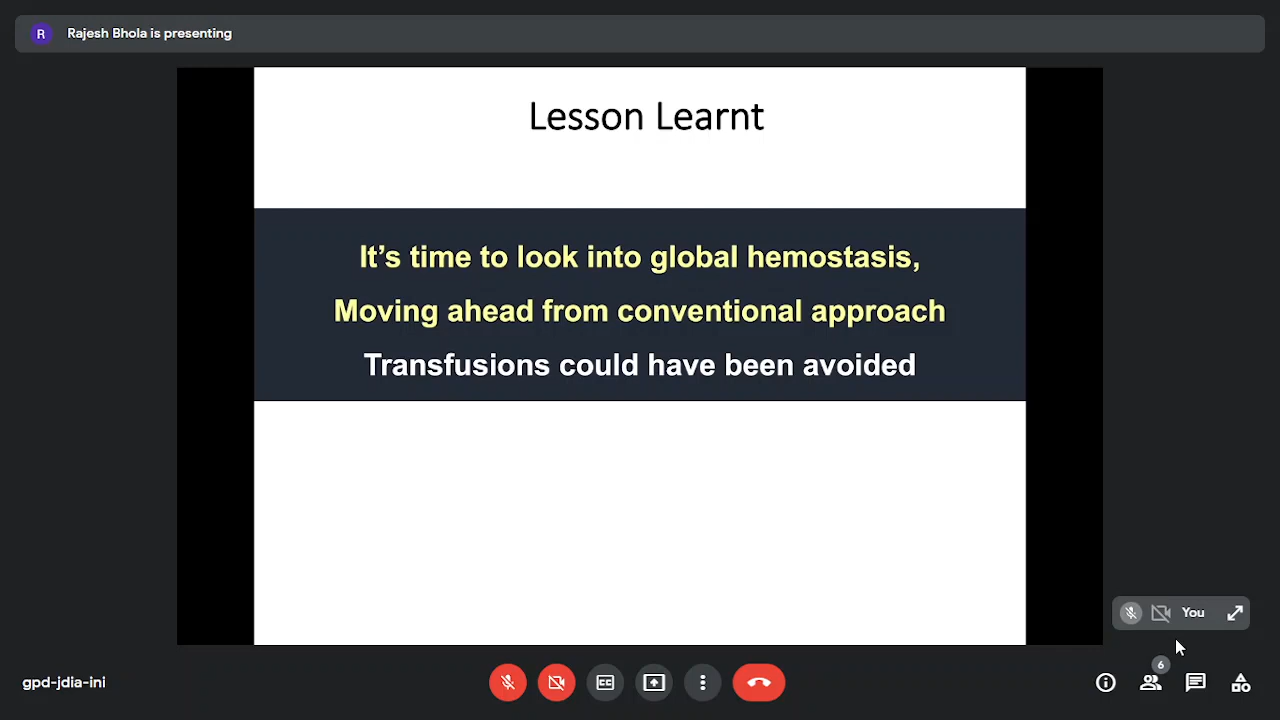 R
Rajesh Bhola is presenting
Lesson Learnt
It's time to look into global hemostasis,
Moving ahead from conventional approach
Transfusions could have been avoided
You
6
gpd-jdia-ini
CC